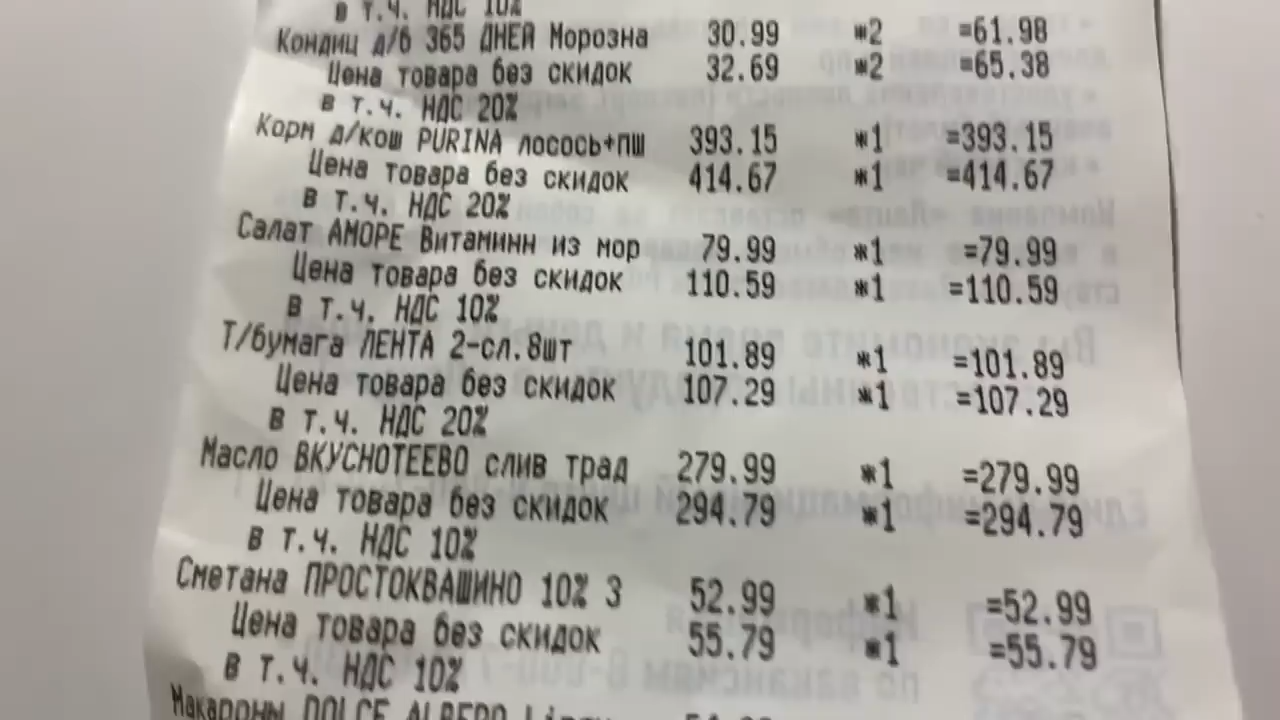 в т.ч. НДС 10%
Кондиц д/б 365 ДНЕЙ Морозна 30.99 *2 =61.98
Цена товара без скидок 32.69 *2 =65.38
в т.ч. НДС 20%
Корм д/кош PURINA лосось+пш 393.15 *1 =393.15
Цена товара без скидок 414.67 *1 =414.67
в т.ч. НДС 20%
Салат АМОРЕ Витаминн из мор 79.99 *1 =79.99
Цена товара без скидок 110.59 *1 =110.59
в т.ч. НДС 10%
Т/бумага ЛЕНТА 2-сл.8шт 101.89 *1 =101.89
Цена товара без скидок 107.29 *1 =107.29
в т.ч. НДС 20%
Масло ВКУСНОТЕЕВО слив трад 279.99 *1 =279.99
Цена товара без скидок 294.79 *1 =294.79
в т.ч. НДС 10%
Сметана ПРОСТОКВАШИНО 10% 3 52.99 *1 =52.99
Цена товара без скидок 55.79 *1 =55.79
в т.ч. НДС 10%
Макароны DOLCE ALBERO